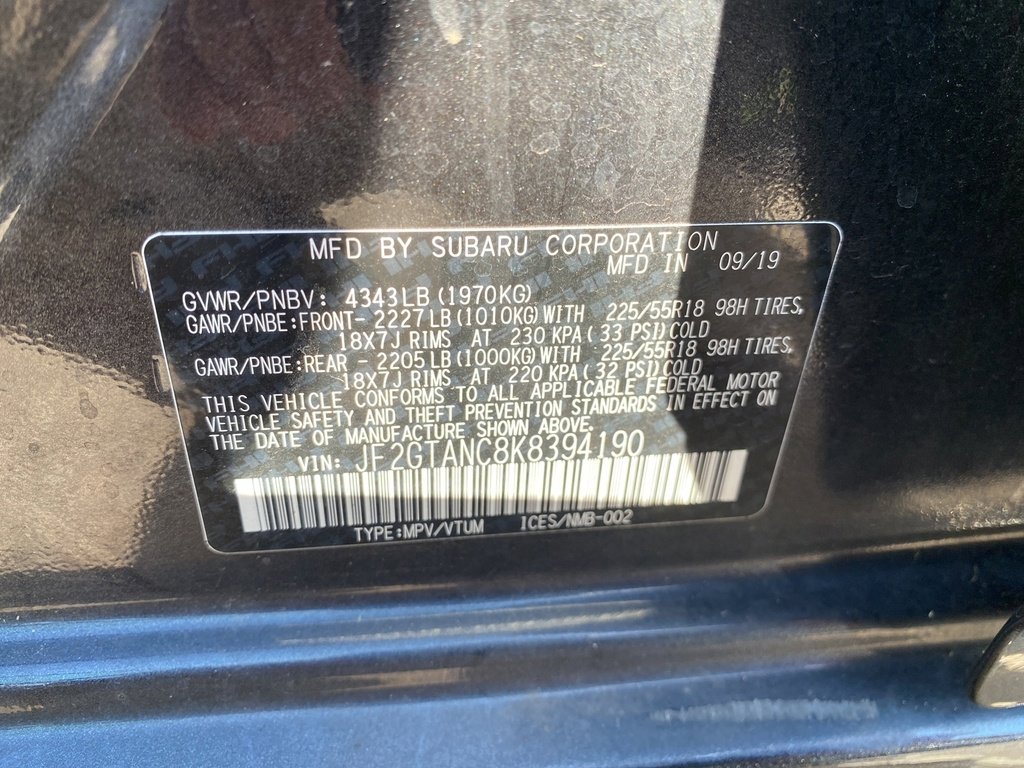 MFD BY SUBARU CORPORATION
MFD IN 09/19
GVWR/PNBV: 4343LB (1970KG)
GAWR/PNBE:FRONT- 2227LB (1010KG) WITH 225/55R18 98H TIRES,
18X7J RIMS AT 230 KPA( 33 PSI)COLD
GAWR/PNBE:REAR - 2205LB (1000KG) WITH 225/55R18 98H TIRES,
18X7J RIMS AT 220 KPA( 32 PSI)COLD
THIS VEHICLE CONFORMS TO ALL APPLICABLE FEDERAL MOTOR
VEHICLE SAFETY AND THEFT PREVENTION STANDARDS IN EFFECT ON
THE DATE OF MANUFACTURE SHOWN ABOVE.
VIN: JF2GTANC8K8394190
TYPE:MPV/VTUM ICES/NMB-002